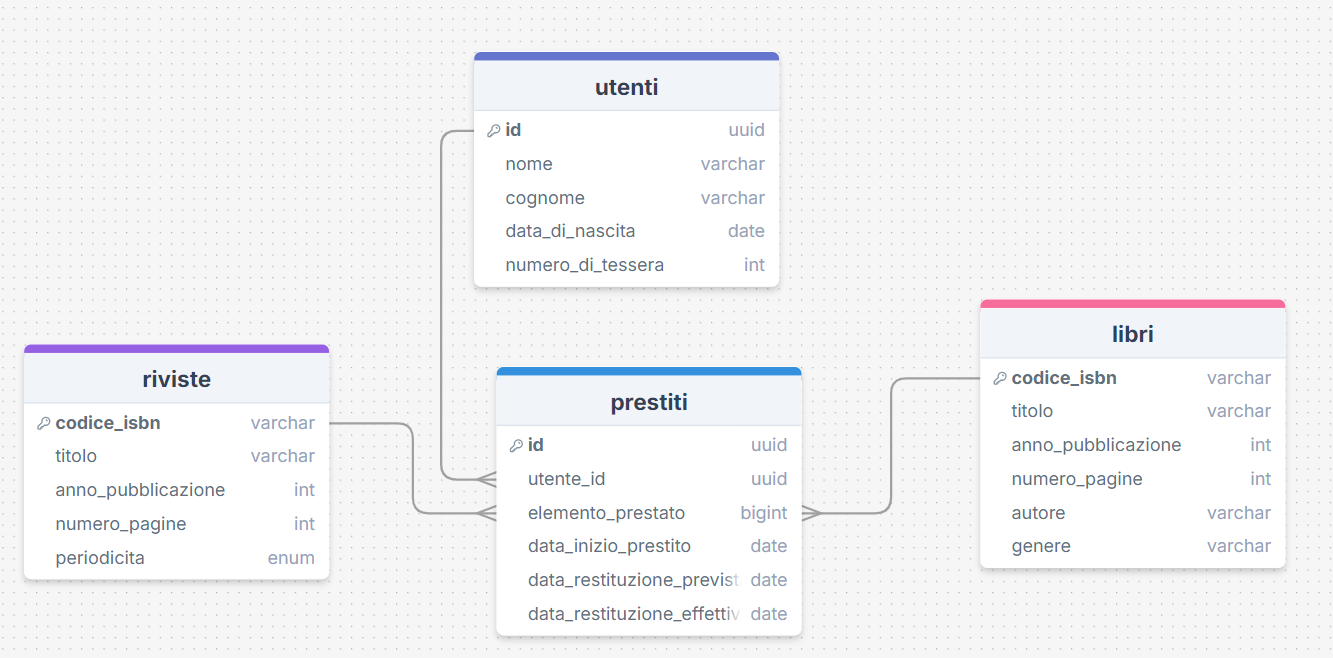 utenti
id uuid
nome varchar
cognome varchar
data_di_nascita date
numero_di_tessera int
riviste
codice_isbn varchar
titolo varchar
anno_pubblicazione int
numero_pagine int
periodicita enum
prestiti
id uuid
utente_id uuid
elemento_prestato bigint
data_inizio_prestito date
data_restituzione_previst date
data_restituzione_effettiv date
libri
codice_isbn varchar
titolo varchar
anno_pubblicazione int
numero_pagine int
autore varchar
genere varchar